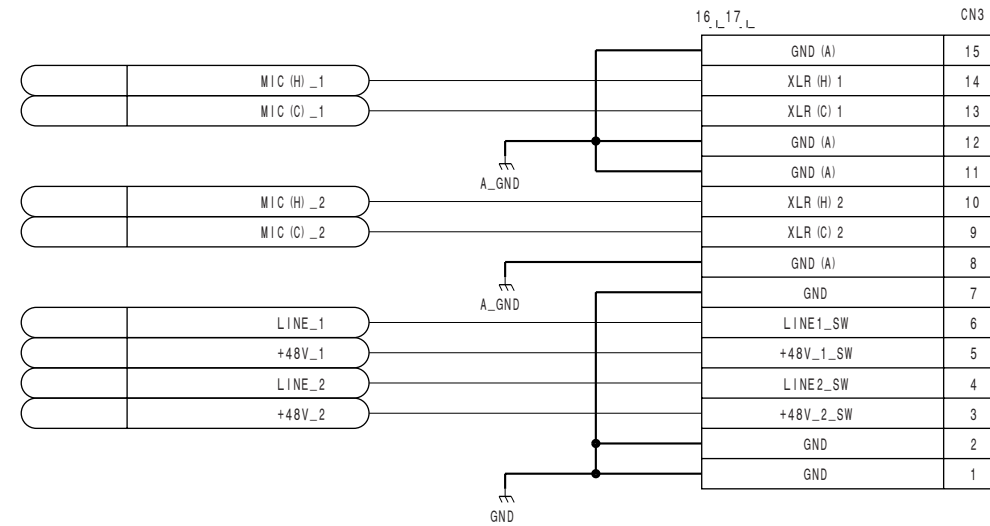 16 17 CN3
GND (A) 15
MIC (H) _1 XLR (H) 1 14
MIC (C) _1 XLR (C) 1 13
GND (A) 12
GND (A) 11
A_GND
MIC (H) _2 XLR (H) 2 10
MIC (C) _2 XLR (C) 2 9
GND (A) 8
GND 7
A_GND
LINE_1 LINE1_SW 6
+48V_1 +48V_1_SW 5
LINE_2 LINE2_SW 4
+48V_2 +48V_2_SW 3
GND 2
GND 1
GND